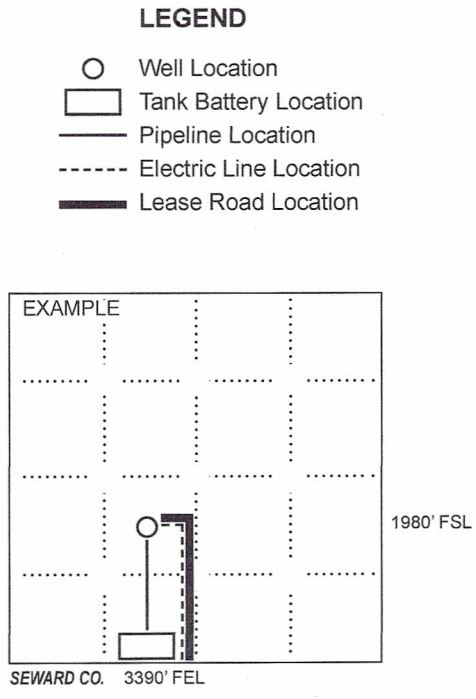 LEGEND
Well Location
Tank Battery Location
Pipeline Location
Electric Line Location
Lease Road Location
EXAMPLE
1980' FSL
SEWARD CO. 3390' FEL